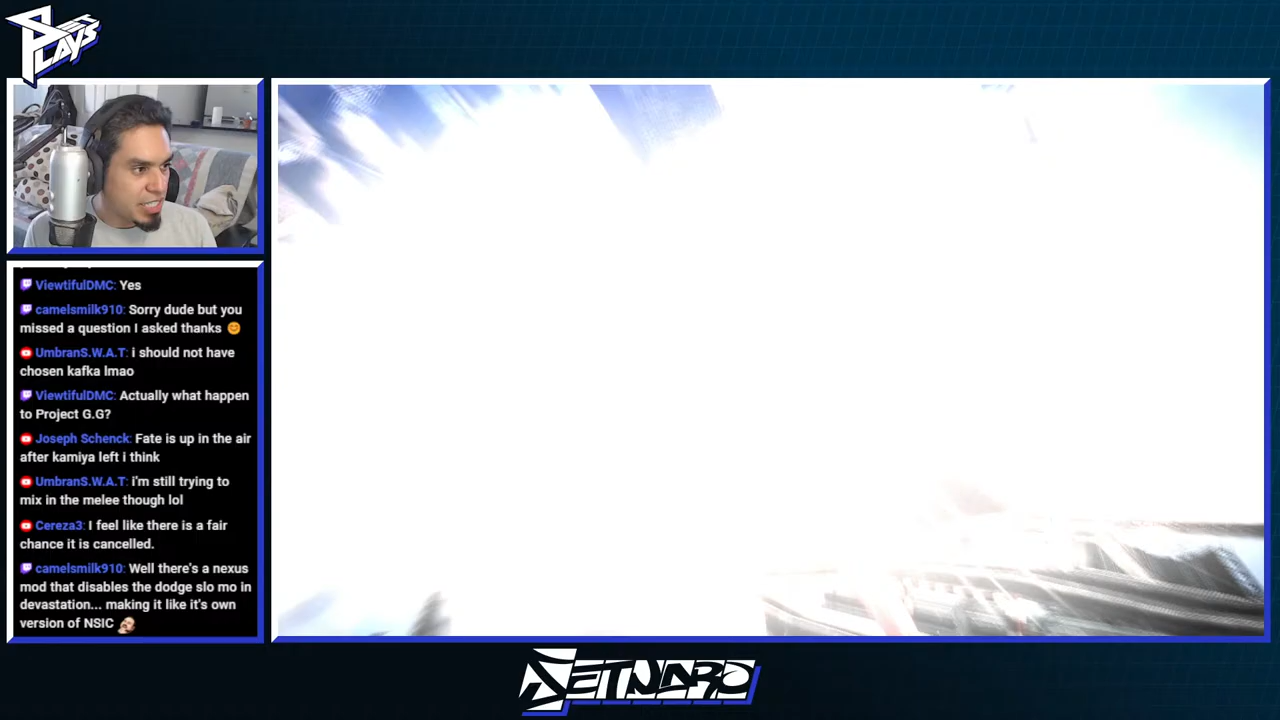 SET
PLAYS
ViewtifulDMC: Yes
camelsmilk910: Sorry dude but you
missed a question I asked thanks
UmbranS.W.A.T: i should not have
chosen kafka lmao
ViewtifulDMC: Actually what happen
to Project G.G?
Joseph Schenck: Fate is up in the air
after kamiya left i think
UmbranS.W.A.T: i'm still trying to
mix in the melee though lol
Cereza3: I feel like there is a fair
chance it is cancelled.
camelsmilk910: Well there's a nexus
mod that disables the dodge slo mo in
devastation... making it like it's own
version of NSIC
SETNARO